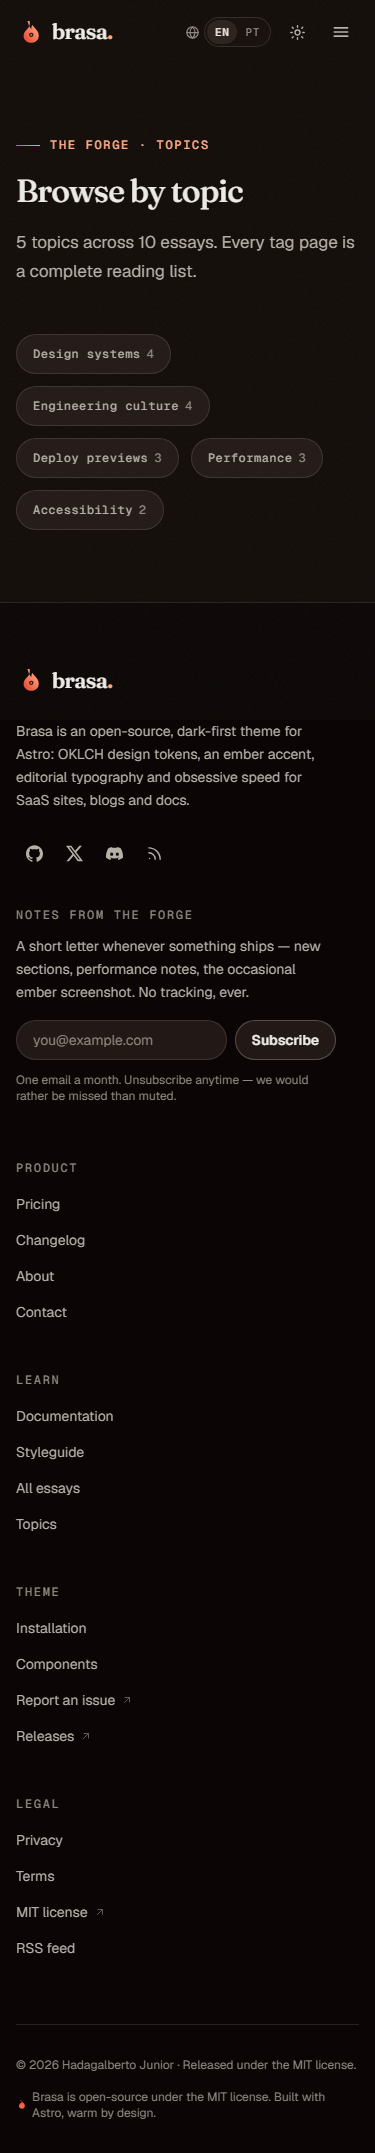 brasa.
EN PT
THE FORGE · TOPICS
Browse by topic
5 topics across 10 essays. Every tag page is
a complete reading list.
Design systems 4
Engineering culture 4
Deploy previews 3 Performance 3
Accessibility 2
brasa.
Brasa is an open-source, dark-first theme for
Astro: OKLCH design tokens, an ember accent,
editorial typography and obsessive speed for
SaaS sites, blogs and docs.
NOTES FROM THE FORGE
A short letter whenever something ships — new
sections, performance notes, the occasional
ember screenshot. No tracking, ever.
you@example.com Subscribe
One email a month. Unsubscribe anytime — we would
rather be missed than muted.
PRODUCT
Pricing
Changelog
About
Contact
LEARN
Documentation
Styleguide
All essays
Topics
THEME
Installation
Components
Report an issue
Releases
LEGAL
Privacy
Terms
MIT license
RSS feed
© 2026 Hadagalberto Junior · Released under the MIT license.
Brasa is open-source under the MIT license. Built with
Astro, warm by design.